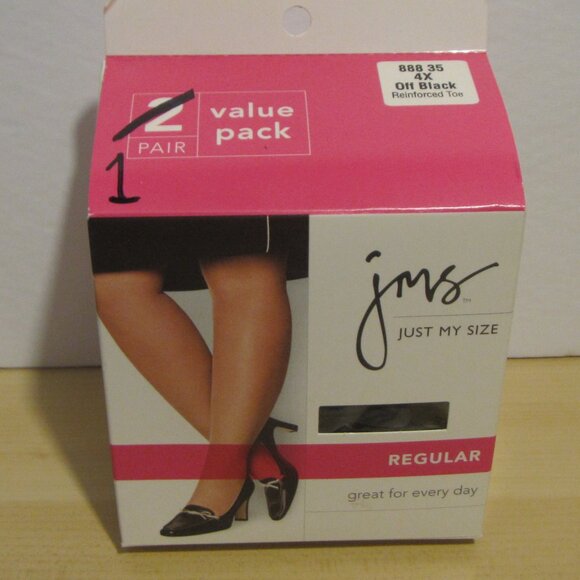 888 35
4X
Off Black
Reinforced Toe
2
PAIR
value
pack
1
jms™
JUST MY SIZE
REGULAR
great for every day